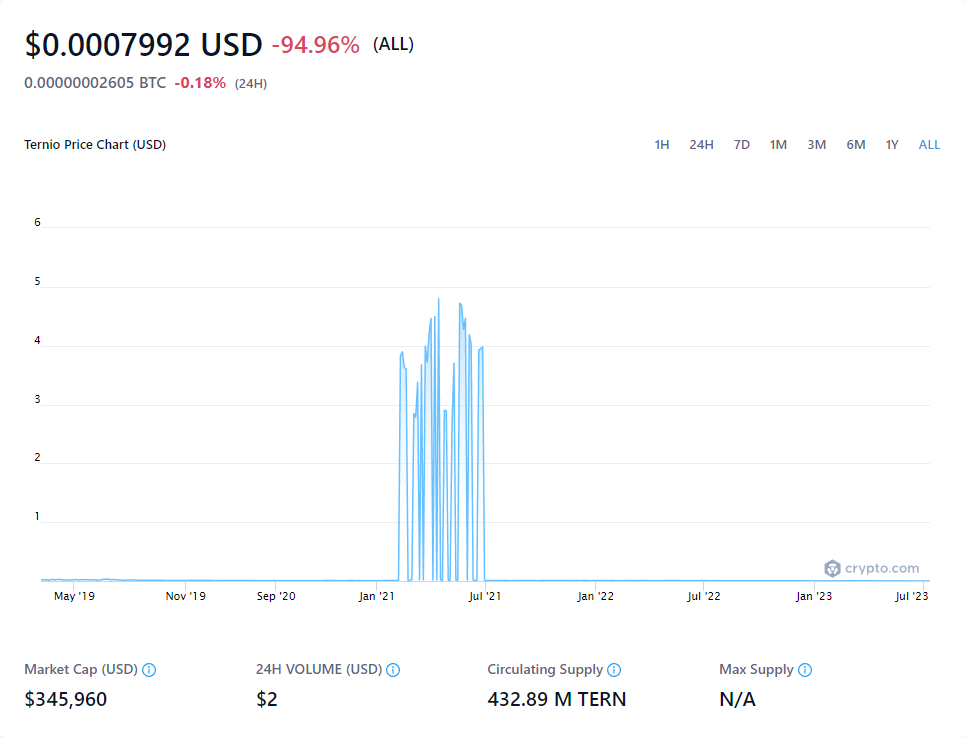 $0.0007992 USD -94.96% (ALL)
0.00000002605 BTC -0.18% (24H)
Ternio Price Chart (USD) 1H 24H 7D 1M 3M 6M 1Y ALL
6
5
4
3
2
1
crypto.com
May '19 Nov '19 Sep '20 Jan '21 Jul '21 Jan '22 Jul '22 Jan '23 Jul '23
Market Cap (USD) 24H VOLUME (USD) Circulating Supply Max Supply
$345,960 $2 432.89 M TERN N/A